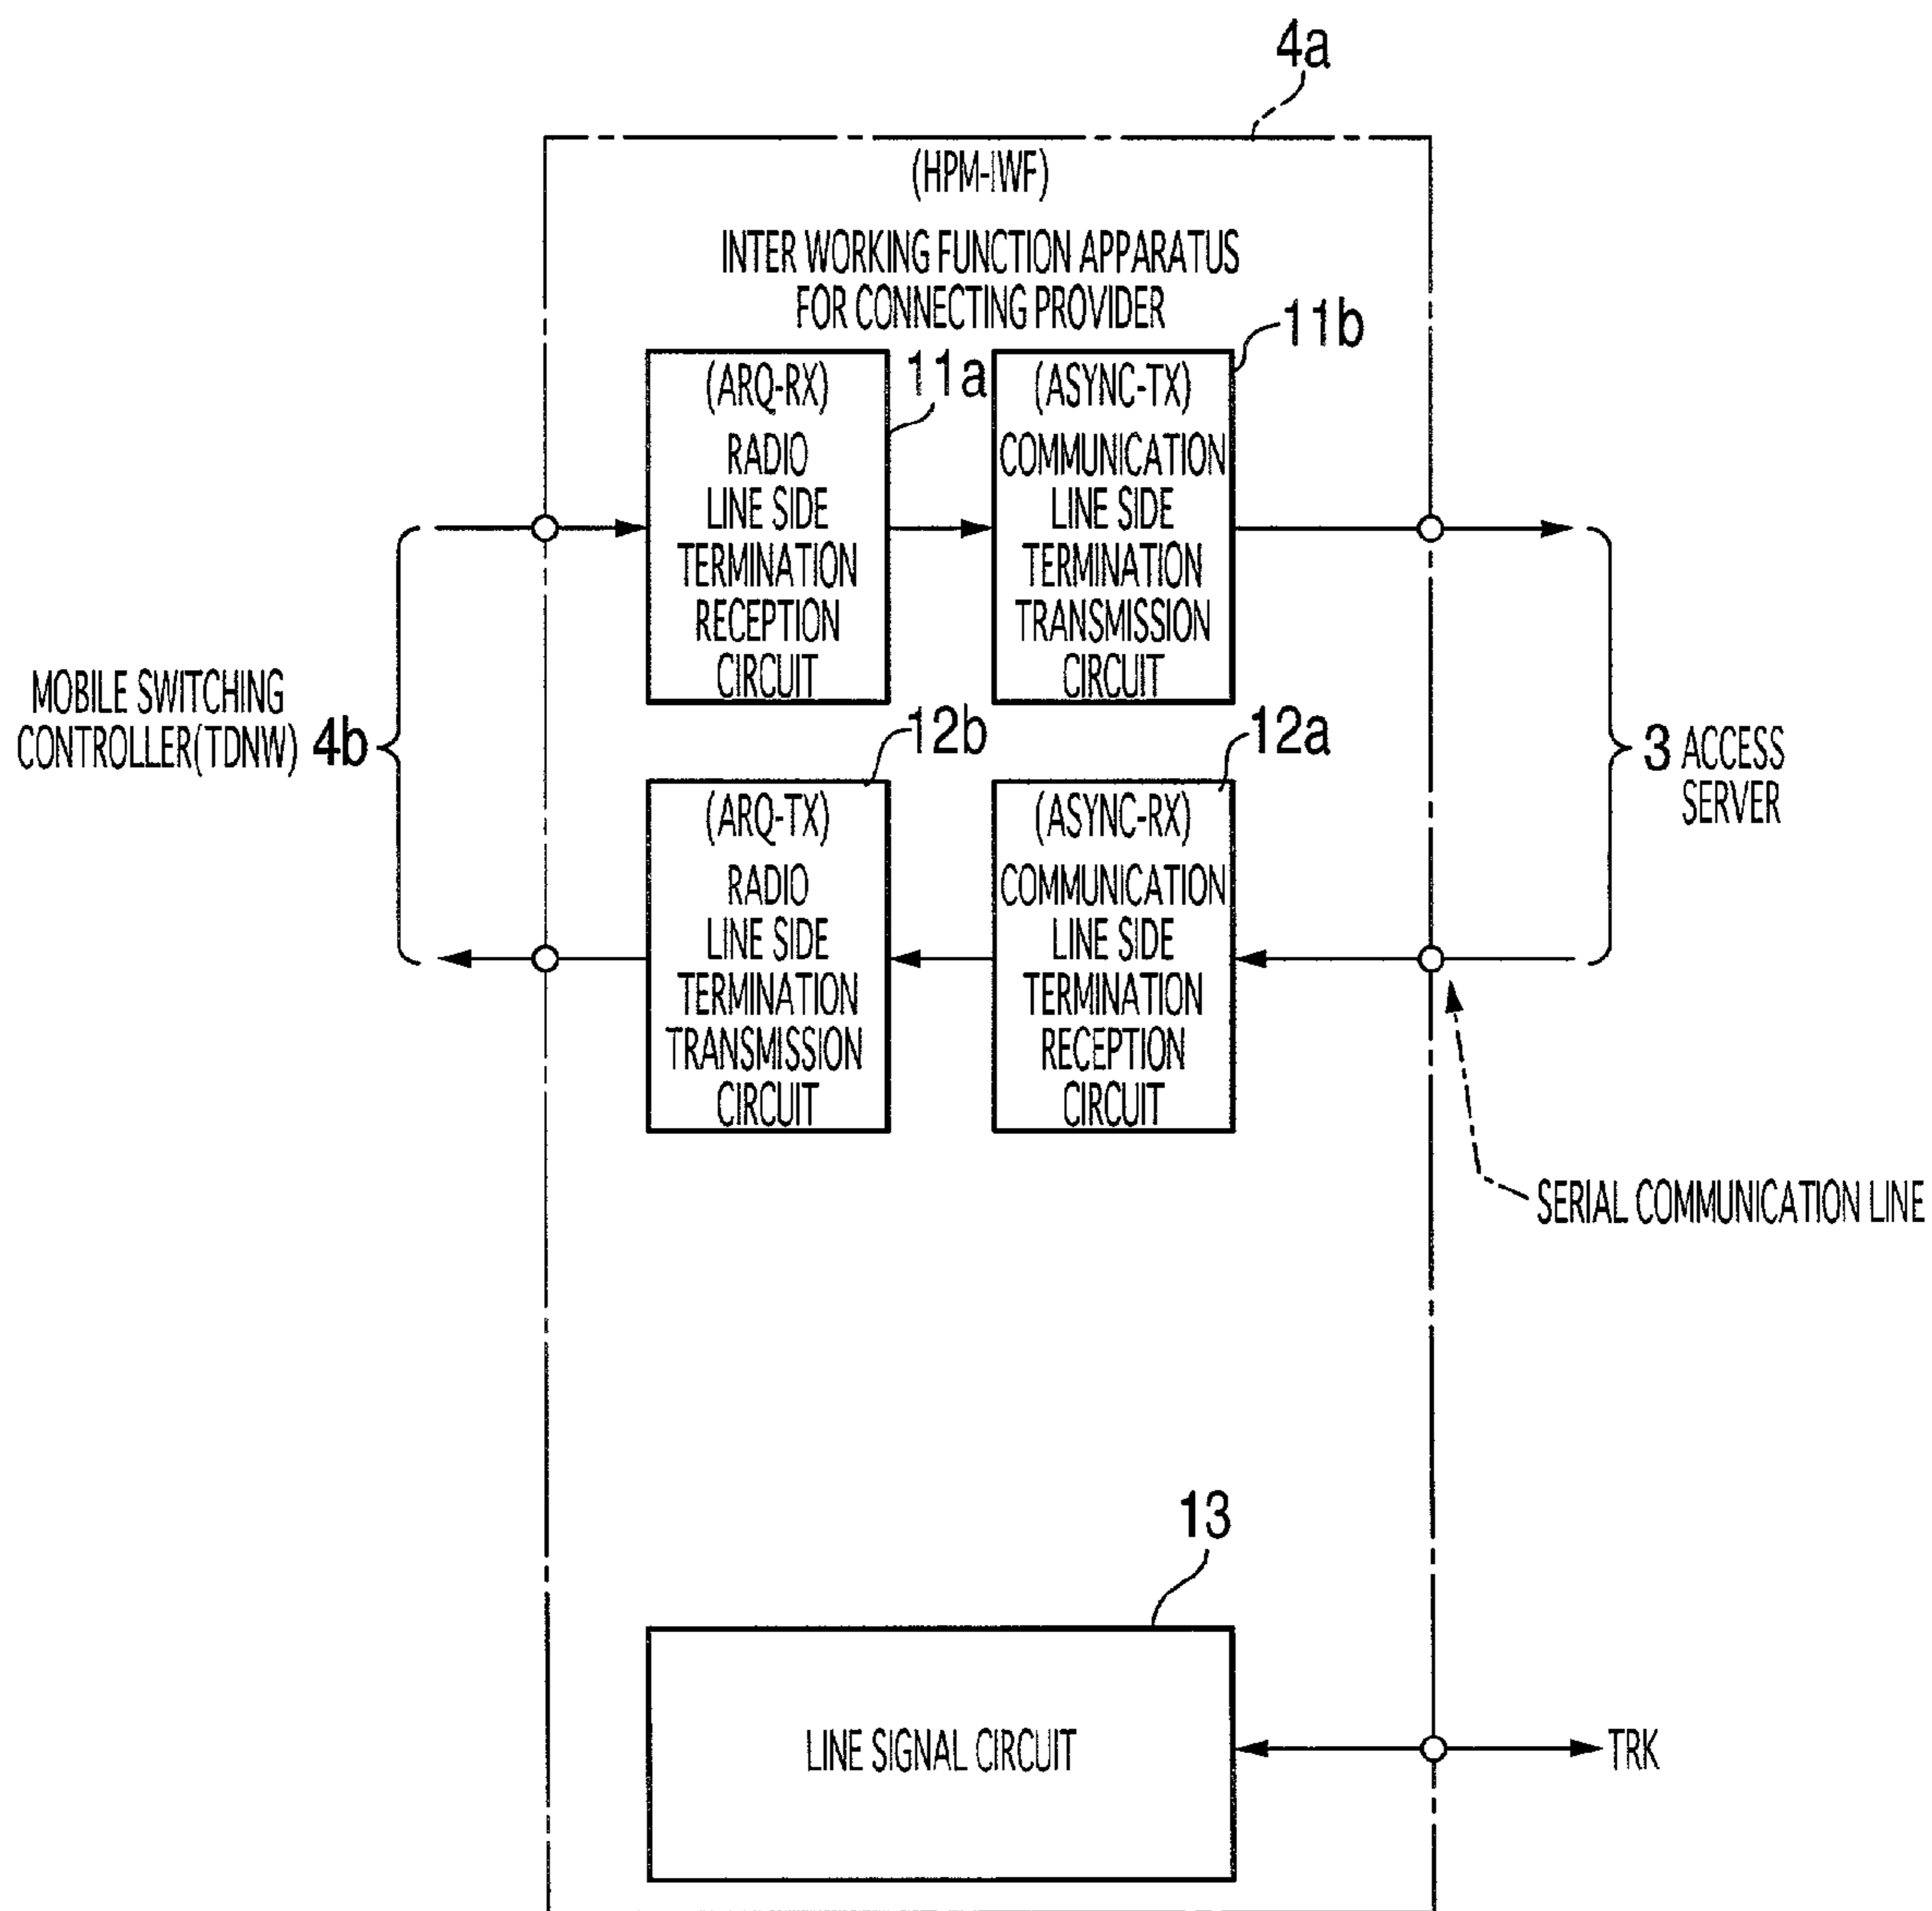 4a
(HPM-IWF)
INTER WORKING FUNCTION APPARATUS
FOR CONNECTING PROVIDER
11a
11b
(ARQ-RX)
RADIO
LINE SIDE
TERMINATION
RECEPTION
CIRCUIT
(ASYNC-TX)
COMMUNICATION
LINE SIDE
TERMINATION
TRANSMISSION
CIRCUIT
MOBILE SWITCHING
CONTROLLER(TDNW) 4b
12b
12a
3 ACCESS
SERVER
(ARQ-TX)
RADIO
LINE SIDE
TERMINATION
TRANSMISSION
CIRCUIT
(ASYNC-RX)
COMMUNICATION
LINE SIDE
TERMINATION
RECEPTION
CIRCUIT
SERIAL COMMUNICATION LINE
13
LINE SIGNAL CIRCUIT
TRK